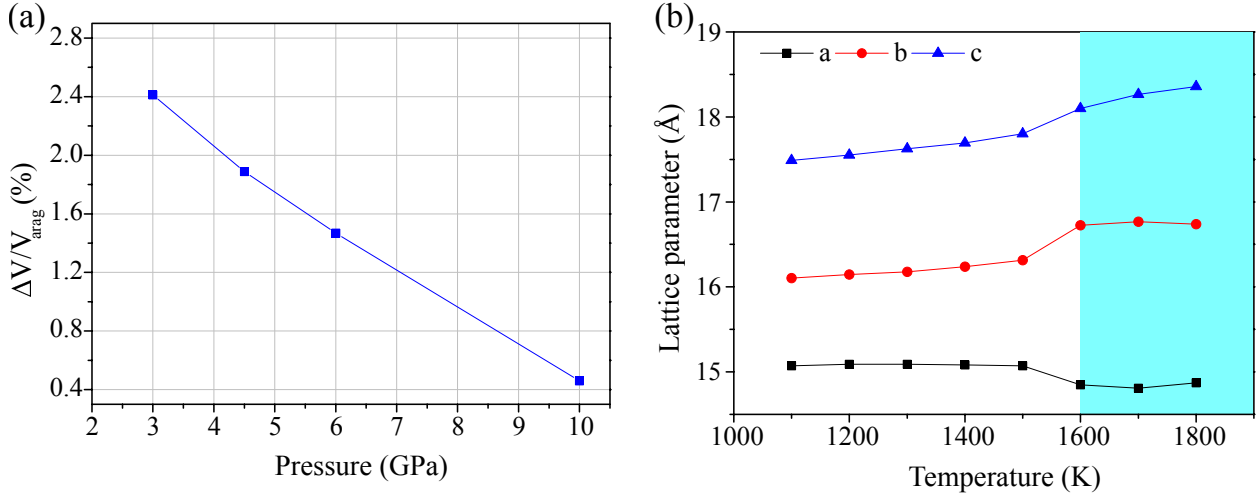 (a)
2.8
2.4
2.0
1.6
1.2
0.8
0.4
2 3 4 5 6 7 8 9 10
Pressure (GPa)
ΔV/V_arag (%)
(b)
a b c
19
18
17
16
15
1000 1200 1400 1600 1800
Temperature (K)
Lattice parameter (Å)